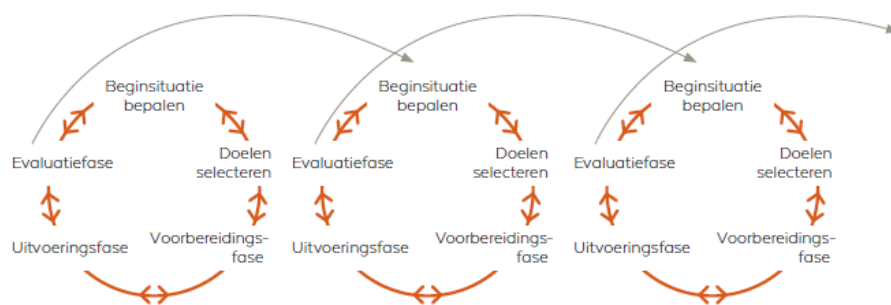 Beginsituatie
bepalen
Doelen
selecteren
Voorbereidings-
fase
Uitvoeringsfase
Evaluatiefase
Beginsituatie
bepalen
Doelen
selecteren
Voorbereidings-
fase
Uitvoeringsfase
Evaluatiefase
Beginsituatie
bepalen
Doelen
selecteren
Voorbereidings-
fase
Uitvoeringsfase
Evaluatiefase